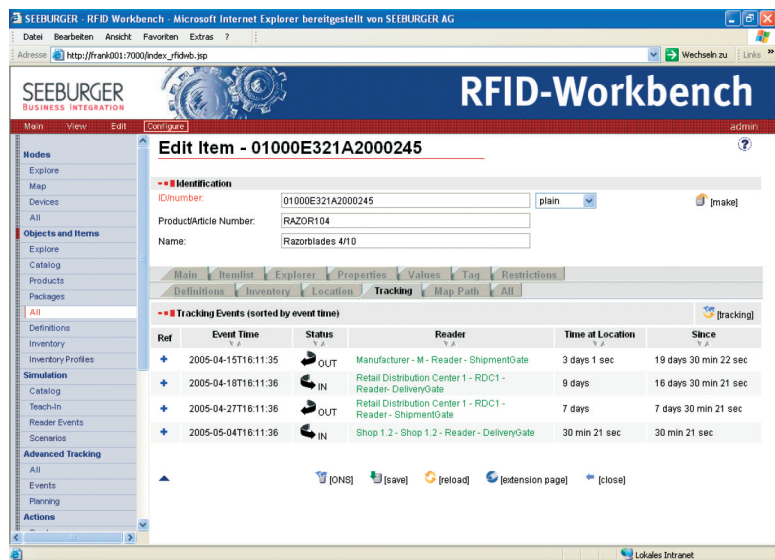 SEEBURGER - RFID Workbench - Microsoft Internet Explorer bereitgestellt von SEEBURGER AG
Datei Bearbeiten Ansicht Favoriten Extras ?
Adresse http://frank001:7000/index_rfidwb.jsp Wechseln zu Links »
SEEBURGER
BUSINESS INTEGRATION
RFID-Workbench
Main View Edit Configure admin
Nodes
Explore
Map
Devices
All
Objects and Items
Explore
Catalog
Products
Packages
All
Definitions
Inventory
Inventory Profiles
Simulation
Catalog
Teach-In
Reader Events
Scenarios
Advanced Tracking
All
Events
Planning
Actions
Edit Item - 01000E321A2000245
?
Identification
ID/number: 01000E321A2000245 plain [make]
Product/Article Number: RAZOR104
Name: Razorblades 4/10
Main Itemlist Explorer Properties Values Tag Restrictions
Definitions Inventory Location Tracking Map Path All
Tracking Events (sorted by event time) [tracking]
Ref Event Time Status Reader Time at Location Since
+ 2005-04-15T16:11:35 OUT Manufacturer - M - Reader - ShipmentGate 3 days 1 sec 19 days 30 min 22 sec
+ 2005-04-18T16:11:36 IN Retail Distribution Center 1 - RDC1 - Reader- DeliveryGate 9 days 16 days 30 min 21 sec
+ 2005-04-27T16:11:36 OUT Retail Distribution Center 1 - RDC1 - Reader - ShipmentGate 7 days 7 days 30 min 21 sec
+ 2005-05-04T16:11:36 IN Shop 1.2 - Shop 1.2 - Reader - DeliveryGate 30 min 21 sec 30 min 21 sec
[ONS] [save] [reload] [extension page] [close]
Lokales Intranet